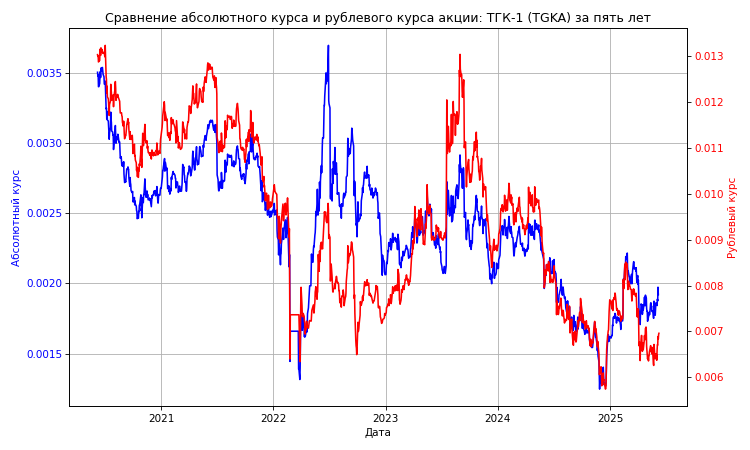 Сравнение абсолютного курса и рублевого курса акции: ТГК-1 (TGKA) за пять лет
0.0035
0.0030
0.0025
0.0020
0.0015
Абсолютный курс
0.013
0.012
0.011
0.010
0.009
0.008
0.007
0.006
Рублевый курс
2021 2022 2023 2024 2025
Дата